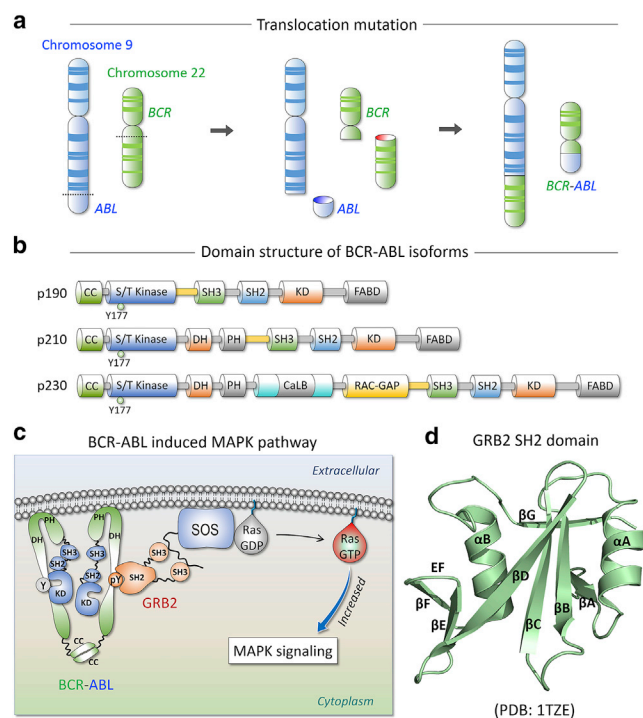 a
Translocation mutation
Chromosome 9
Chromosome 22
BCR
ABL
BCR
ABL
BCR-ABL
b
Domain structure of BCR-ABL isoforms
p190
CC
S/T Kinase
SH3
SH2
KD
FABD
Y177
p210
CC
S/T Kinase
DH
PH
SH3
SH2
KD
FABD
Y177
p230
CC
S/T Kinase
DH
PH
CaLB
RAC-GAP
SH3
SH2
KD
FABD
Y177
c
BCR-ABL induced MAPK pathway
Extracellular
PH
PH
DH
DH
SH3
SH3
SH2
SH2
Y
KD
KD
pY
SH2
SH3
SH3
GRB2
SOS
Ras
GDP
Ras
GTP
Increased
MAPK signaling
CC
CC
BCR-ABL
Cytoplasm
d
GRB2 SH2 domain
βG
αB
αA
βD
EF
βF
βE
βC
βB
βA
(PDB: 1TZE)